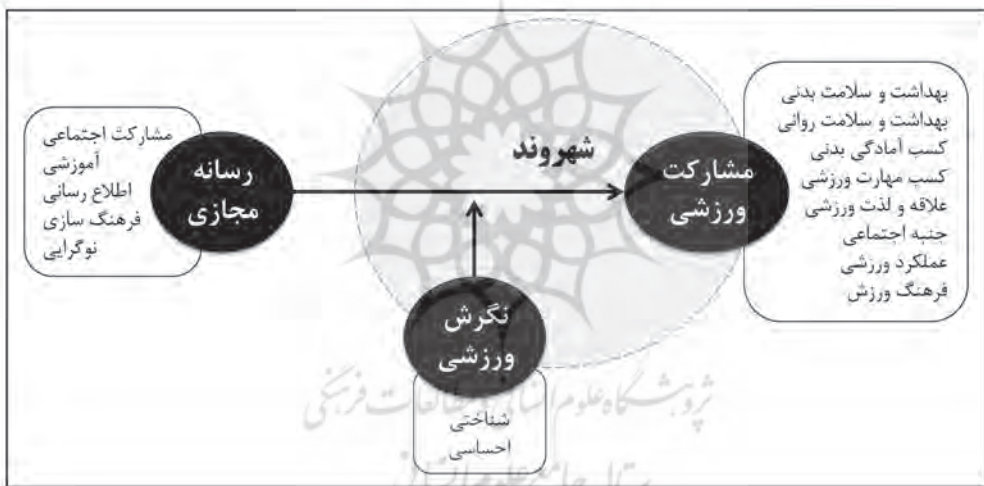 شهروند
بهداشت و سلامت بدنی
بهداشت و سلامت روانی
کسب آمادگی بدنی
کسب مهارت ورزشی
علاقه و لذت ورزشی
جنبه اجتماعی
عملکرد ورزشی
فرهنگ ورزش
مشارکت
ورزشی
رسانه
مجازی
مشارکت اجتماعی
آموزشی
اطلاع رسانی
فرهنگ سازی
نوگرایی
نگرش
ورزشی
شناختی
احساسی
پژوهشگاه علوم انسانی و مطالعات فرهنگی